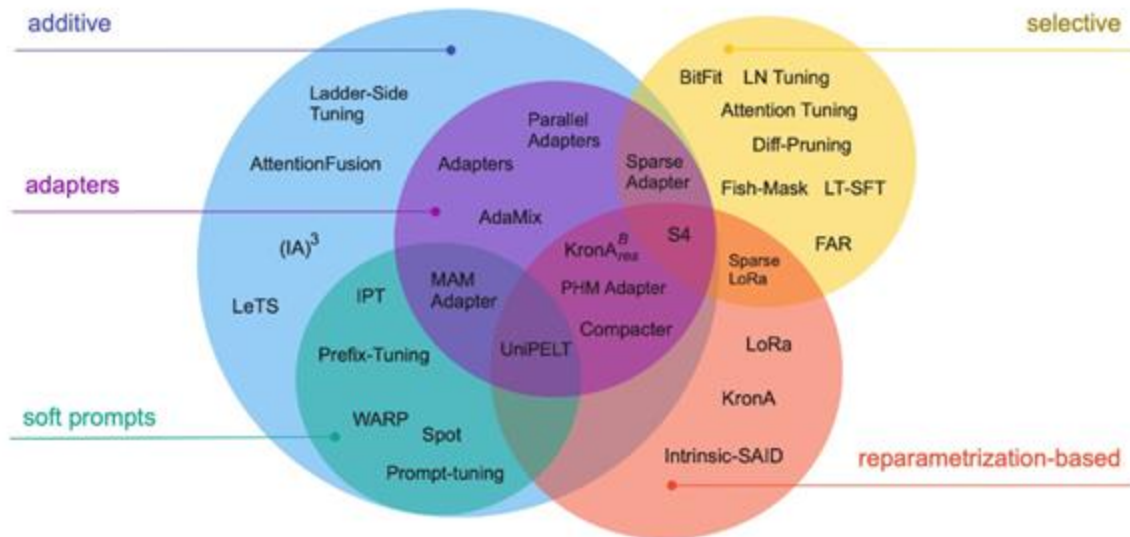 additive
selective
BitFit LN Tuning
Ladder-Side
Tuning
Attention Tuning
Parallel
Adapters
Diff-Pruning
AttentionFusion
Adapters
Sparse
Adapter
adapters
Fish-Mask LT-SFT
AdaMix
S4
(IA)³
KronA^B_res
FAR
Sparse
LoRa
MAM
Adapter
PHM Adapter
IPT
LeTS
Compacter
UniPELT
LoRa
Prefix-Tuning
KronA
soft prompts
WARP
Spot
Intrinsic-SAID
reparametrization-based
Prompt-tuning